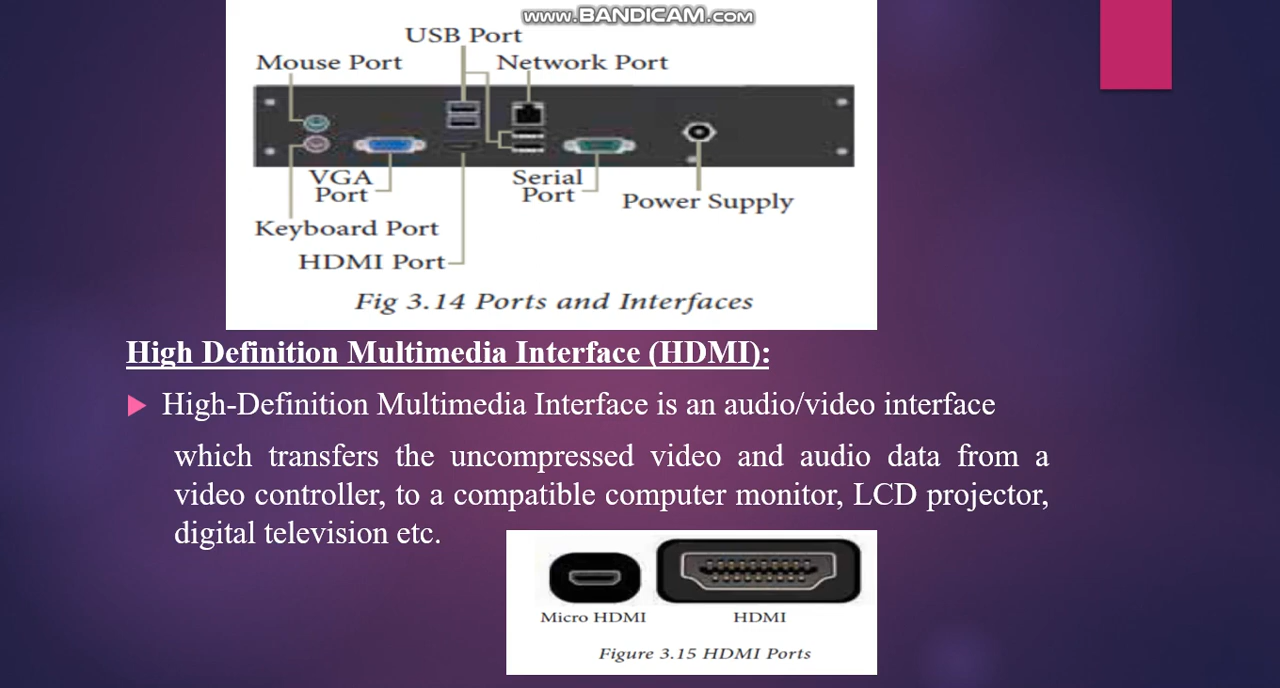 www.BANDICAM.com
USB Port
Mouse Port
Network Port
VGA
Port
Serial
Port
Power Supply
Keyboard Port
HDMI Port
Fig 3.14 Ports and Interfaces
High Definition Multimedia Interface (HDMI):
High-Definition Multimedia Interface is an audio/video interface
which transfers the uncompressed video and audio data from a
video controller, to a compatible computer monitor, LCD projector,
digital television etc.
Micro HDMI
HDMI
Figure 3.15 HDMI Ports